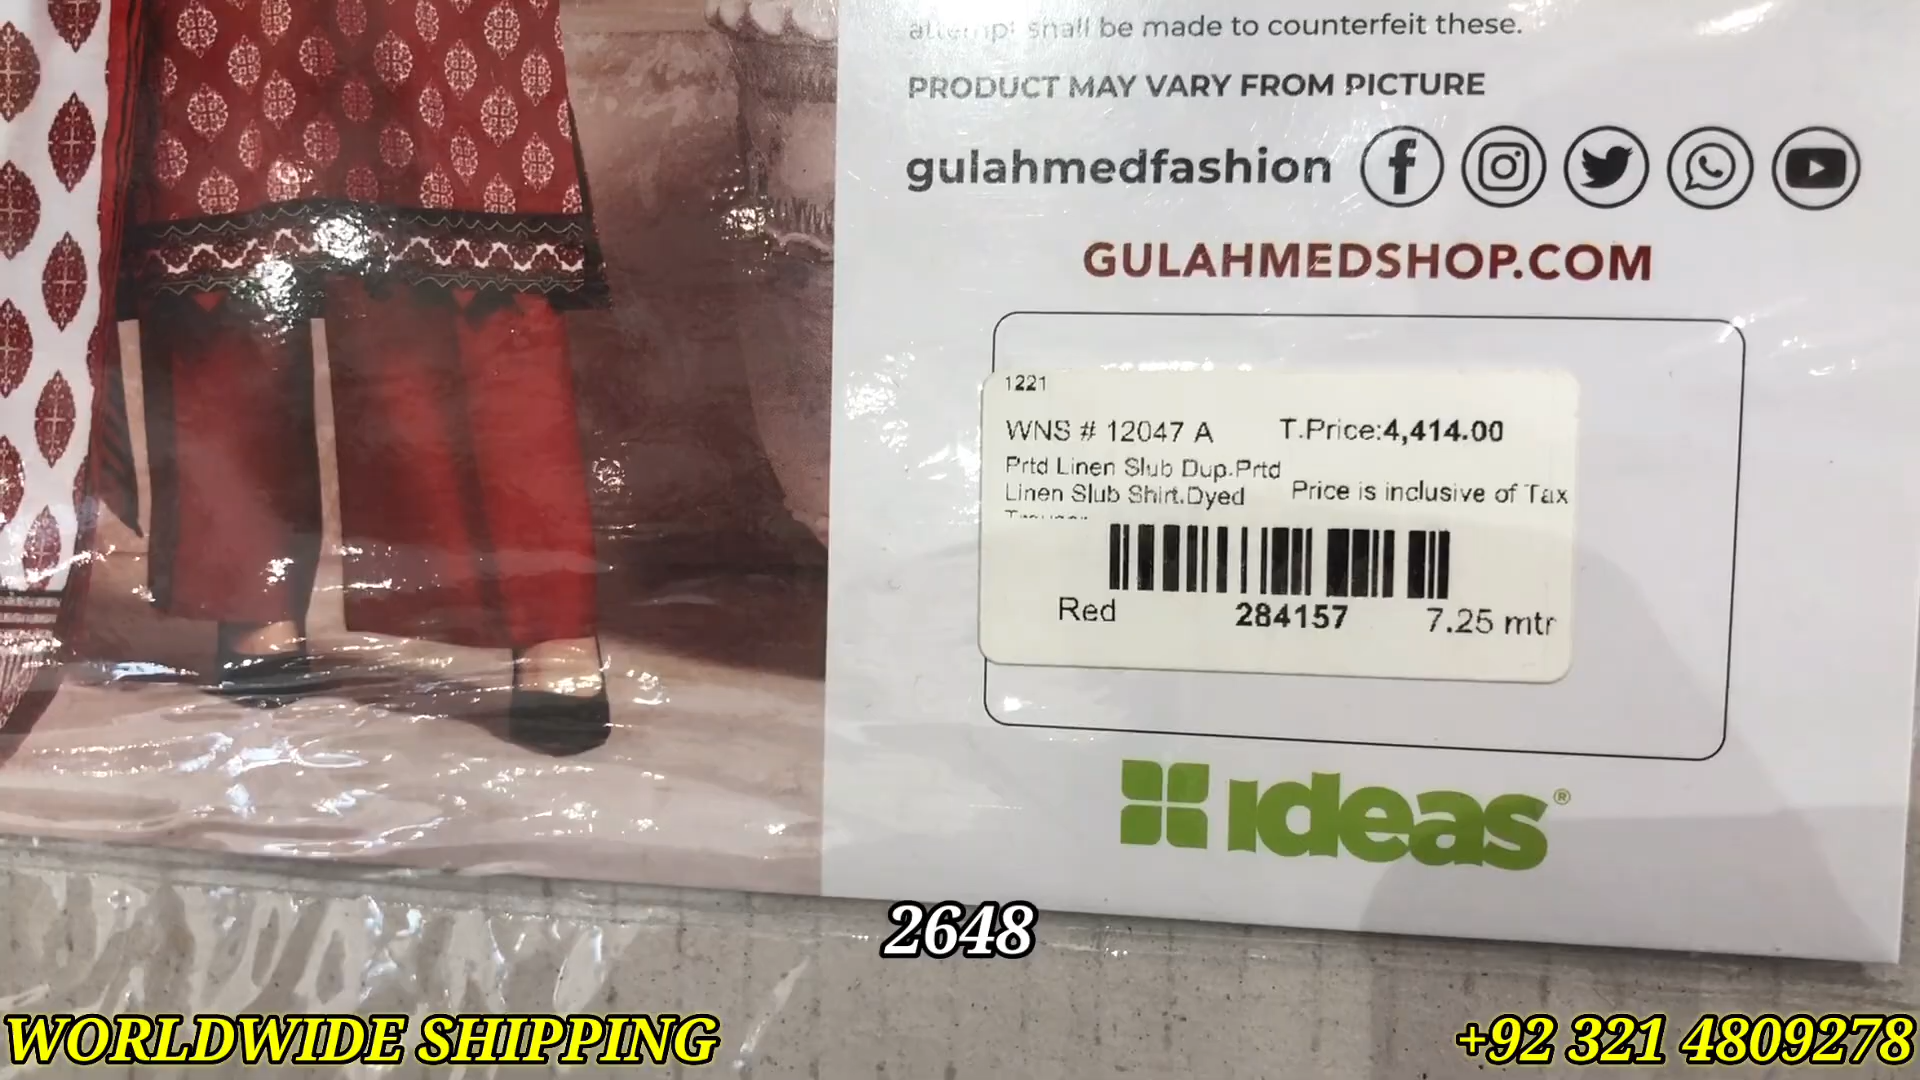 attempt shall be made to counterfeit these.
PRODUCT MAY VARY FROM PICTURE
gulahmedfashion
GULAHMEDSHOP.COM
1221
WNS # 12047 A T.Price:4,414.00
Prtd Linen Slub Dup.Prtd
Linen Slub Shirt.Dyed Price is inclusive of Tax
Red 284157 7.25 mtr
ideas®
2648
WORLDWIDE SHIPPING +92 321 4809278